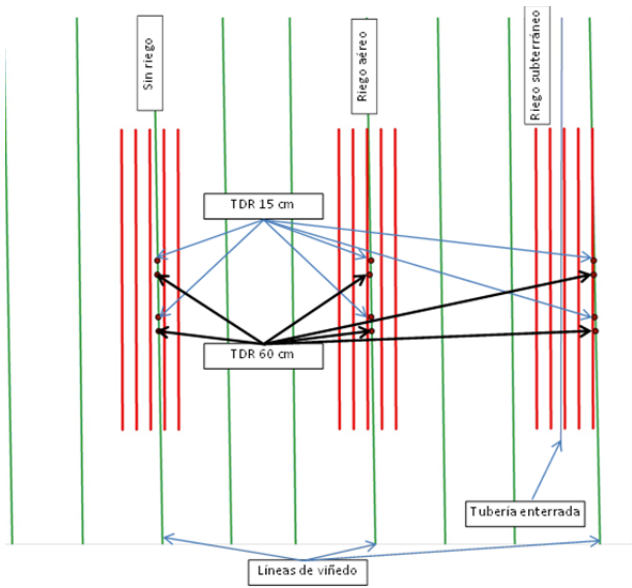 Sin riego
Riego aéreo
Riego subterráneo
TDR 15 cm
TDR 60 cm
Tubería enterrada
Líneas de viñedo